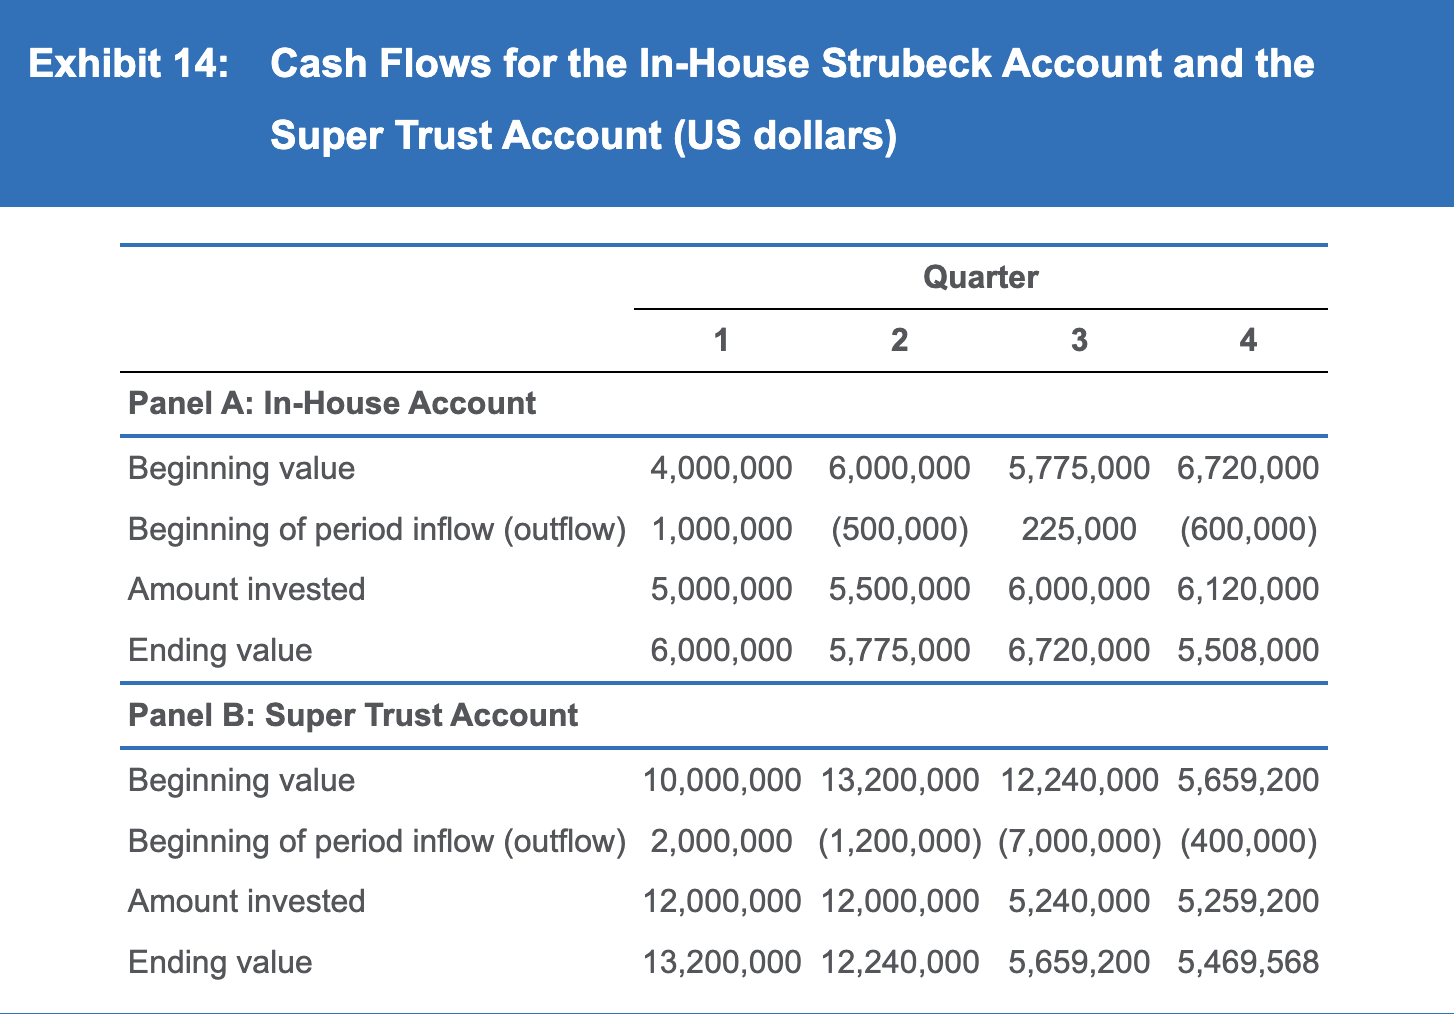 Exhibit 14: Cash Flows for the In-House Strubeck Account and the
Super Trust Account (US dollars)
Quarter
1 2 3 4
Panel A: In-House Account
Beginning value 4,000,000 6,000,000 5,775,000 6,720,000
Beginning of period inflow (outflow) 1,000,000 (500,000) 225,000 (600,000)
Amount invested 5,000,000 5,500,000 6,000,000 6,120,000
Ending value 6,000,000 5,775,000 6,720,000 5,508,000
Panel B: Super Trust Account
Beginning value 10,000,000 13,200,000 12,240,000 5,659,200
Beginning of period inflow (outflow) 2,000,000 (1,200,000) (7,000,000) (400,000)
Amount invested 12,000,000 12,000,000 5,240,000 5,259,200
Ending value 13,200,000 12,240,000 5,659,200 5,469,568